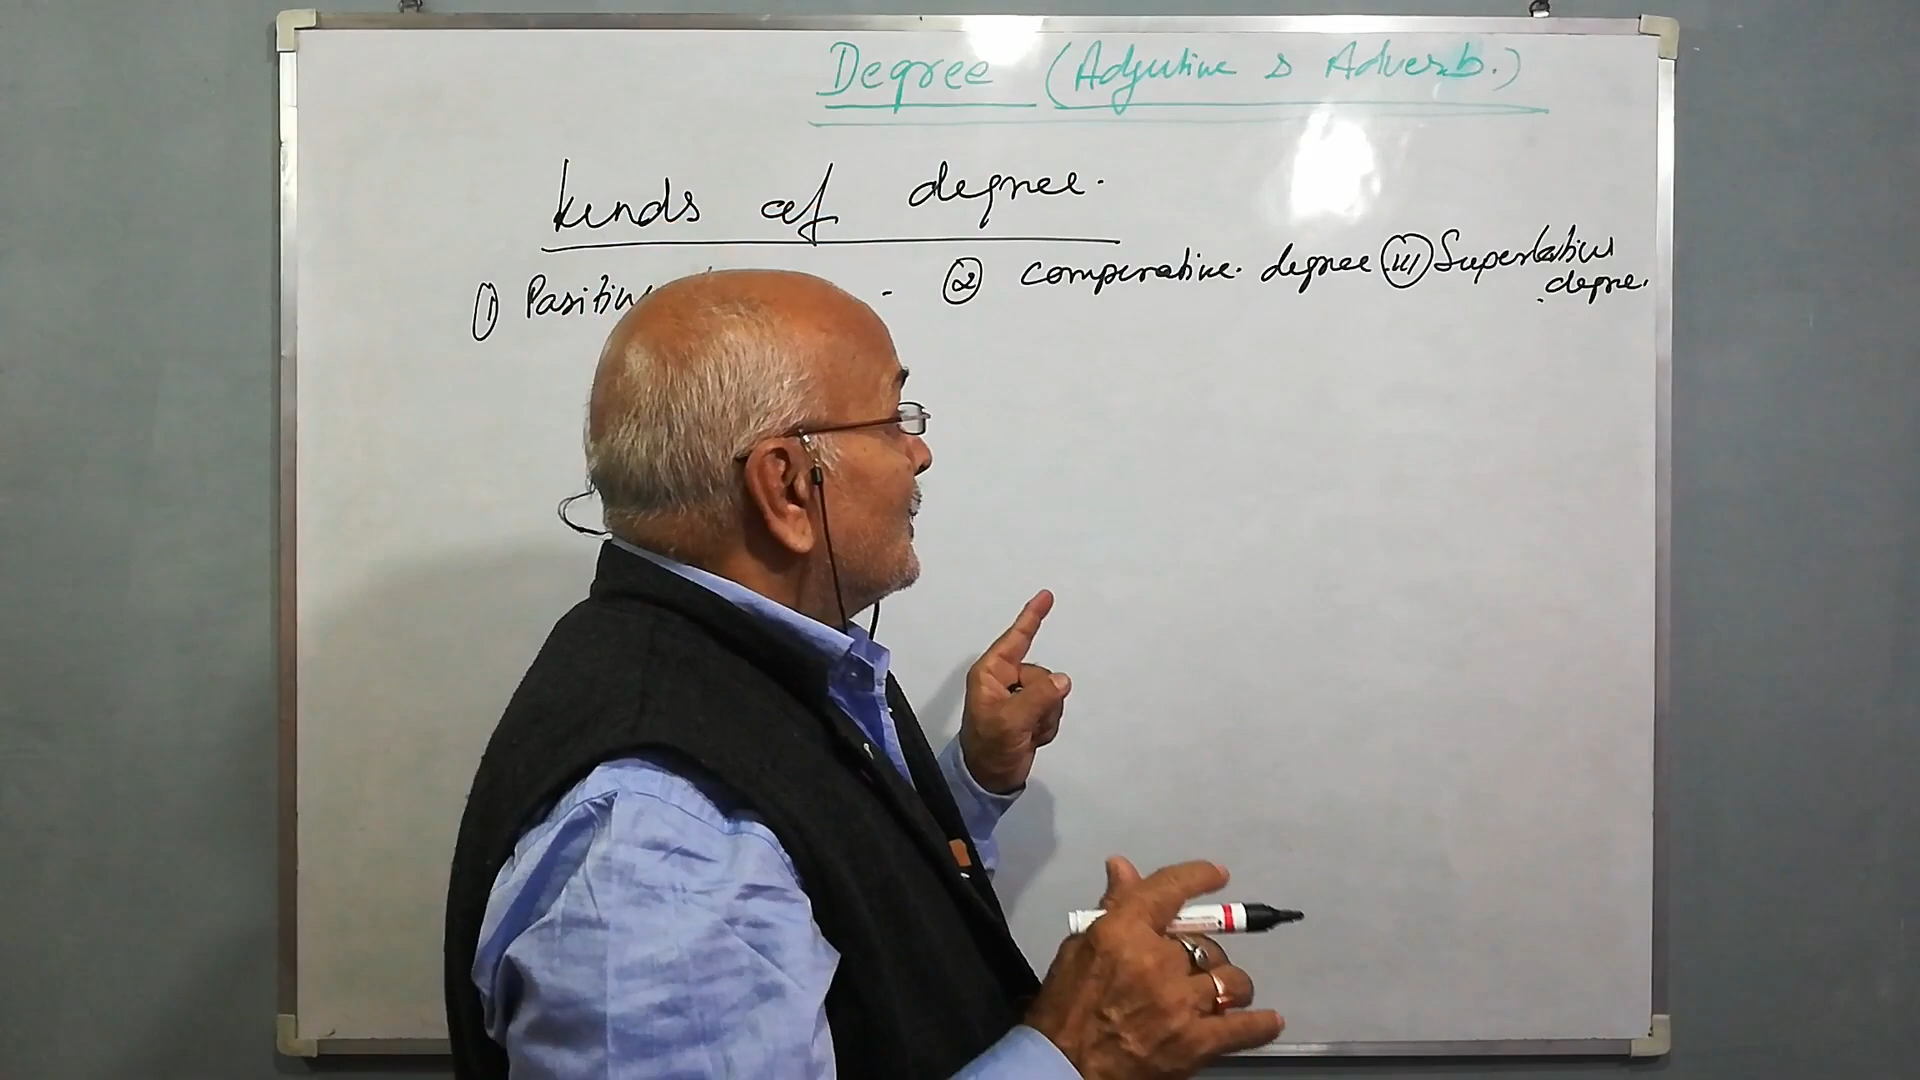 Degree (Adjective & Adverb.)
kinds of degree.
① Positive
② Comperative. degree (iii) Superlative
degree.